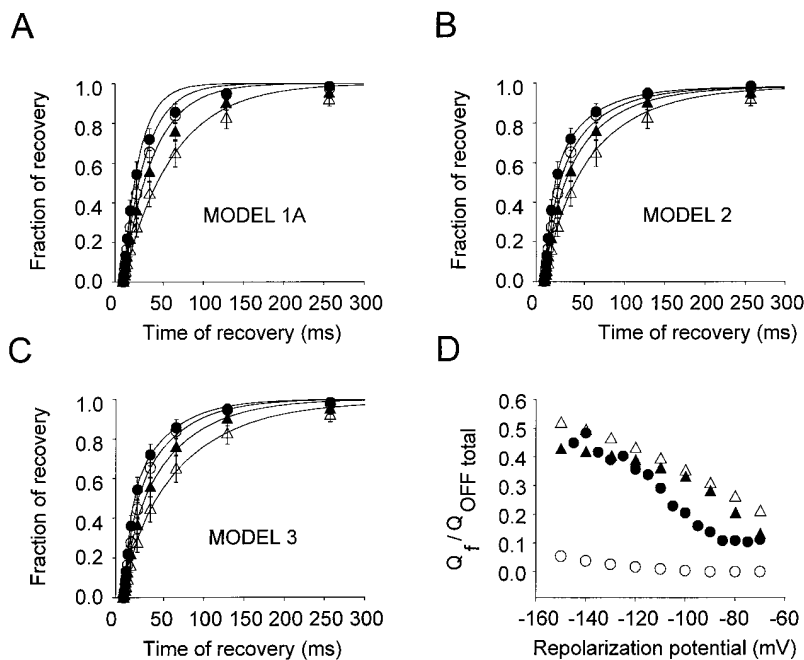 A
1.0
0.8
0.6
0.4
0.2
0.0
Fraction of recovery
MODEL 1A
0 50 100 150 200 250 300
Time of recovery (ms)
B
1.0
0.8
0.6
0.4
0.2
0.0
Fraction of recovery
MODEL 2
0 50 100 150 200 250 300
Time of recovery (ms)
C
1.0
0.8
0.6
0.4
0.2
0.0
Fraction of recovery
MODEL 3
0 50 100 150 200 250 300
Time of recovery (ms)
D
0.6
0.5
0.4
0.3
0.2
0.1
0.0
Qf / QOFF total
-160 -140 -120 -100 -80 -60
Repolarization potential (mV)